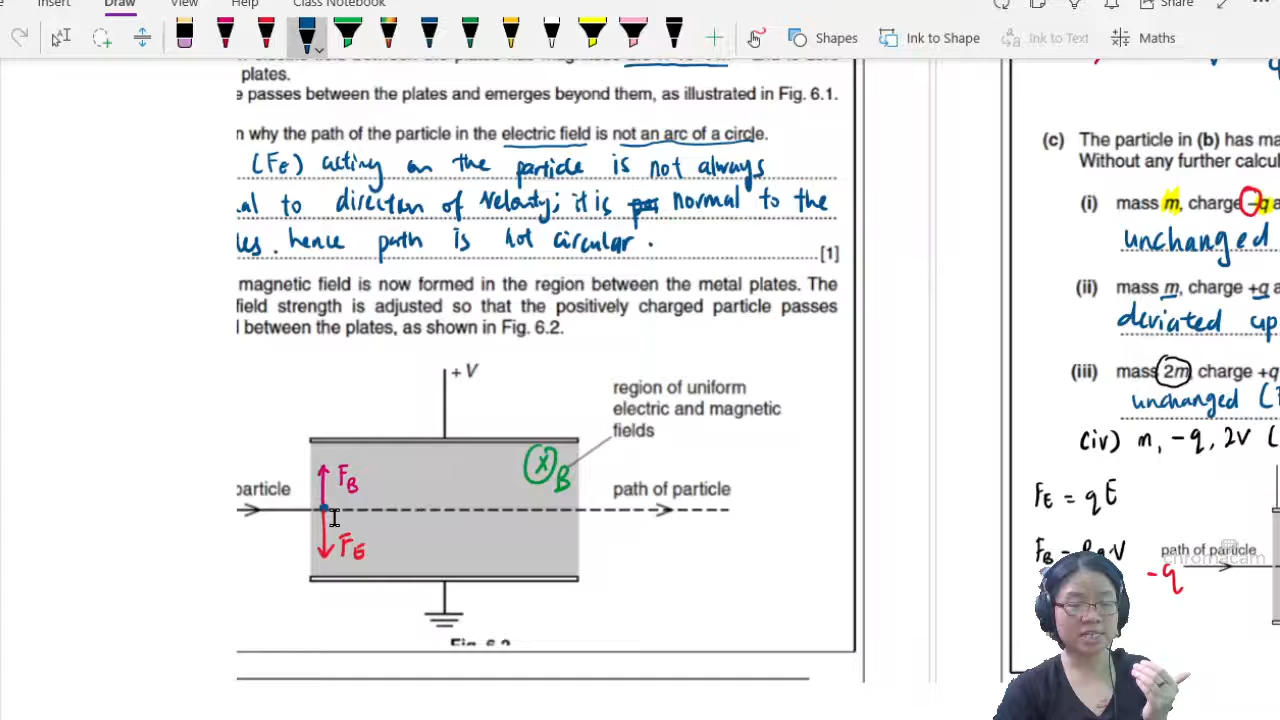 Insert
Draw
View
Help
Classroom Notebook
Share
Shapes
Ink to Shape
Ink to Text
Maths
plates.
e passes between the plates and emerges beyond them, as illustrated in Fig. 6.1.
n why the path of the particle in the electric field is not an arc of a circle.
(FE) acting on the particle is not always
al to direction of velocity; it is normal to the
les. hence path is not circular.
[1]
magnetic field is now formed in the region between the metal plates. The
field strength is adjusted so that the positively charged particle passes
l between the plates, as shown in Fig. 6.2.
+ V
region of uniform
electric and magnetic
fields
X
B
FB
particle
path of particle
FE
(c) The particle in (b) has ma
Without any further calcul
(i) mass m, charge –q a
unchanged
(ii) mass m, charge +q a
deviated up
(iii) mass 2m, charge +q
unchanged (
(iv) m, -q, 2v (
FE = qE
FB = Bqv
path of particle
chromacam
-q